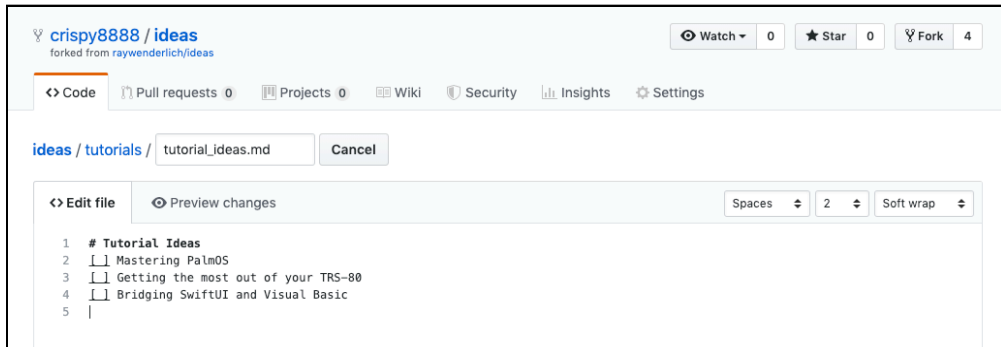 crispy8888 / ideas
forked from raywenderlich/ideas
Watch 0 Star 0 Fork 4
<> Code Pull requests 0 Projects 0 Wiki Security Insights Settings
ideas / tutorials / tutorial_ideas.md Cancel
<> Edit file Preview changes Spaces 2 Soft wrap
1 # Tutorial Ideas
2 [ ] Mastering PalmOS
3 [ ] Getting the most out of your TRS-80
4 [ ] Bridging SwiftUI and Visual Basic
5